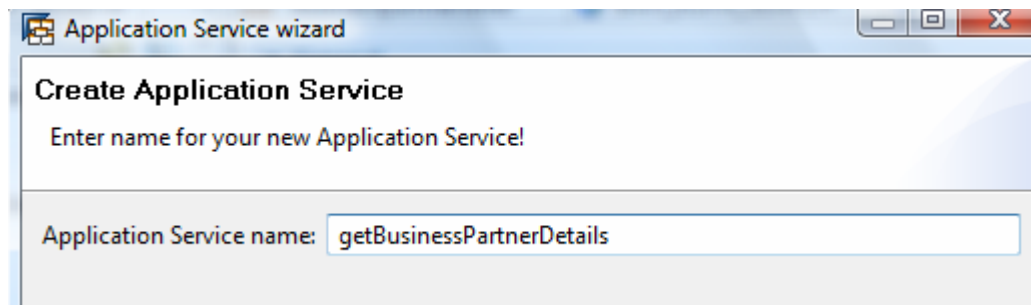 Application Service wizard
Create Application Service
Enter name for your new Application Service!
Application Service name: getBusinessPartnerDetails